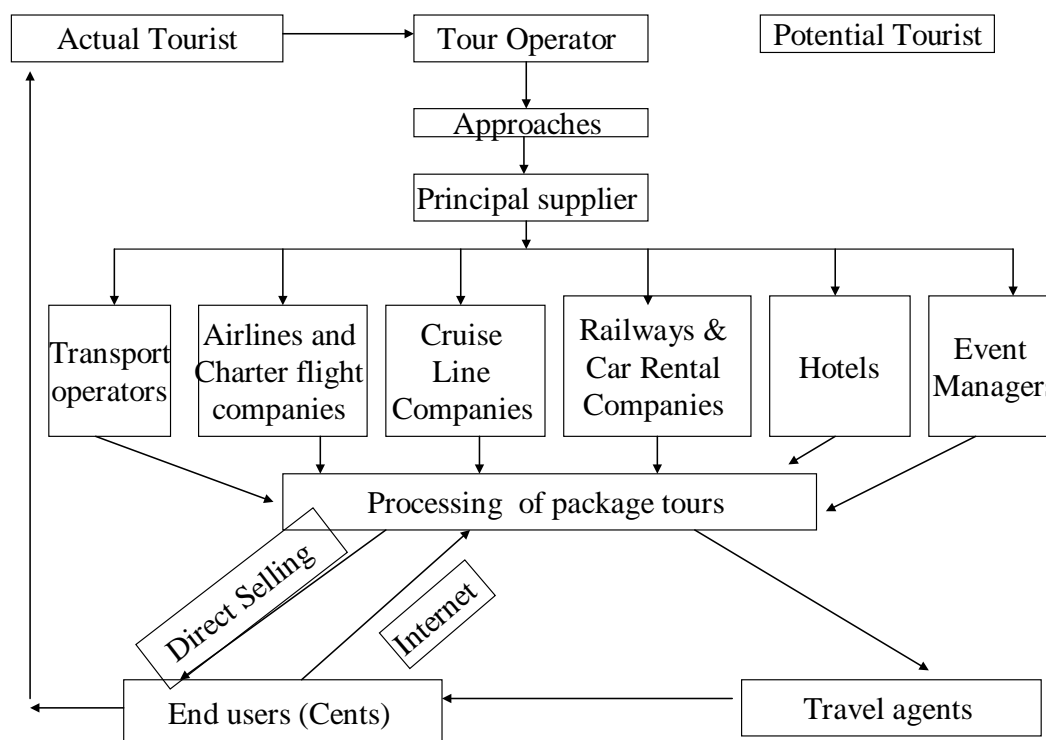 Actual Tourist
Tour Operator
Potential Tourist
Approaches
Principal supplier
Transport
operators
Airlines and
Charter flight
companies
Cruise
Line
Companies
Railways &
Car Rental
Companies
Hotels
Event
Managers
Processing of package tours
Direct Selling
Internet
End users (Cents)
Travel agents